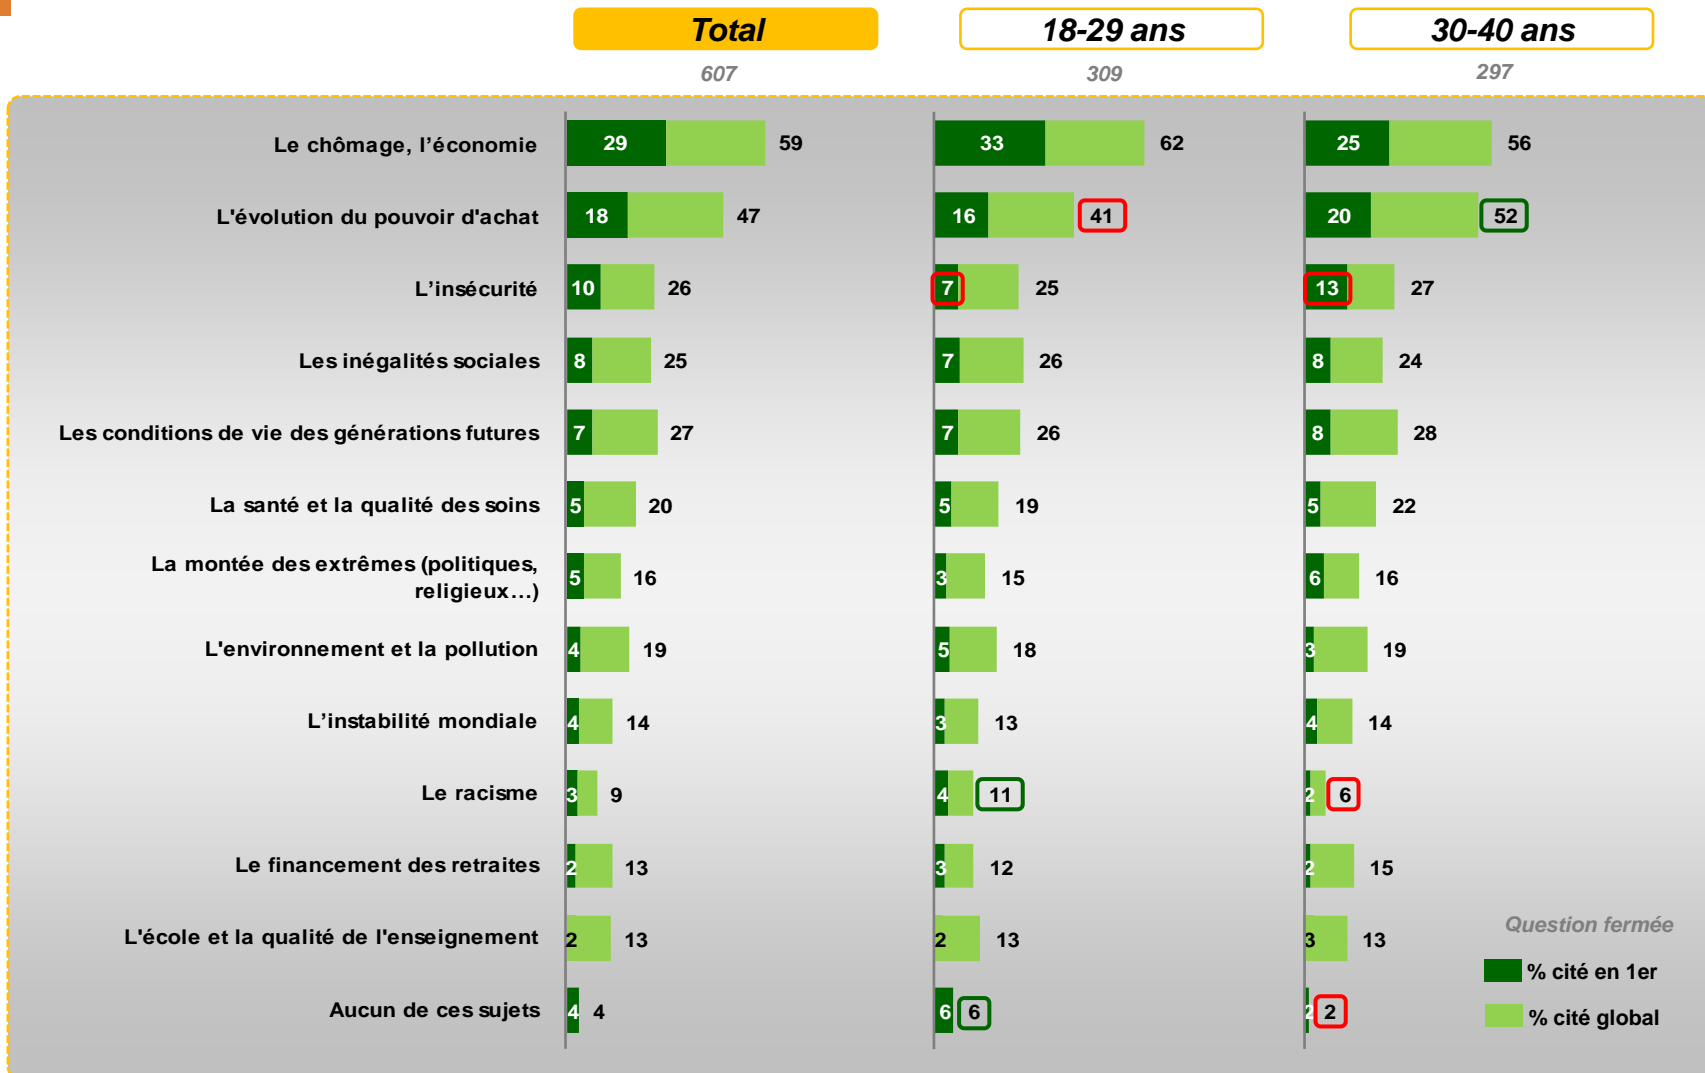 Total 18-29 ans 30-40 ans
607 309 297
Le chômage, l’économie 29 59 33 62 25 56
L'évolution du pouvoir d'achat 18 47 16 41 20 52
L’insécurité 10 26 7 25 13 27
Les inégalités sociales 8 25 7 26 8 24
Les conditions de vie des générations futures 7 27 7 26 8 28
La santé et la qualité des soins 5 20 5 19 5 22
La montée des extrêmes (politiques,
religieux…) 5 16 3 15 6 16
L'environnement et la pollution 4 19 5 18 3 19
L’instabilité mondiale 4 14 3 13 4 14
Le racisme 3 9 4 11 2 6
Le financement des retraites 2 13 3 12 2 15
L'école et la qualité de l'enseignement 2 13 2 13 3 13
Aucun de ces sujets 4 4 6 6 2 2
Question fermée
% cité en 1er
% cité global